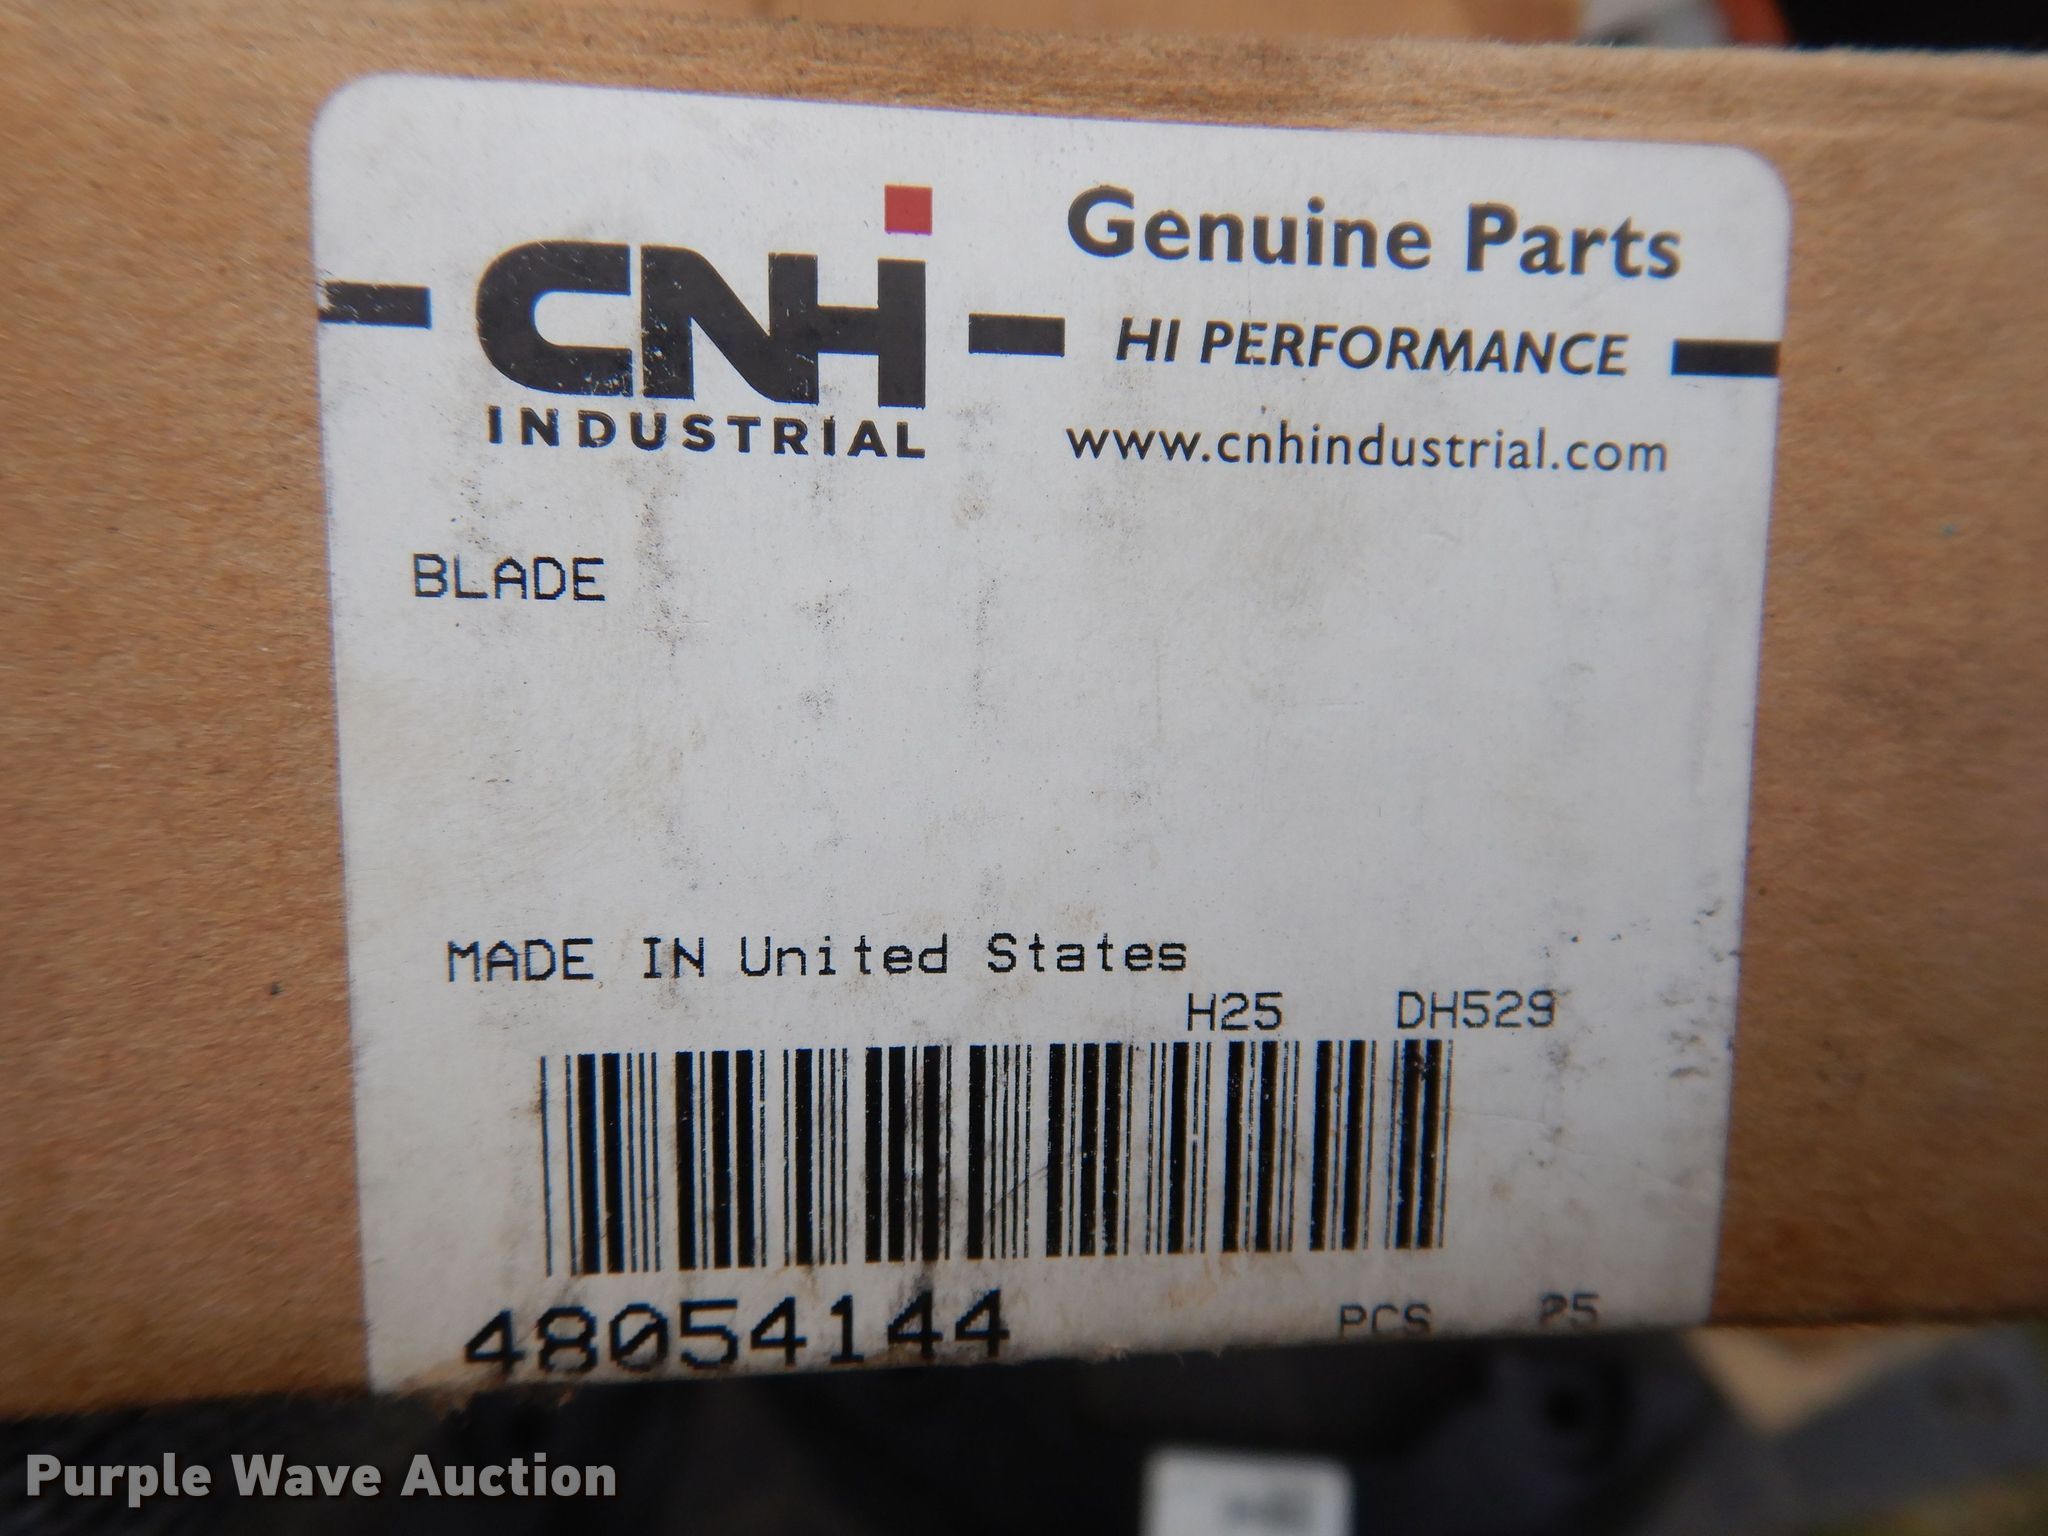 CNH
INDUSTRIAL
Genuine Parts
HI PERFORMANCE
www.cnhindustrial.com
BLADE
MADE IN United States
H25 DH529
48054144
PCS 25
Purple Wave Auction